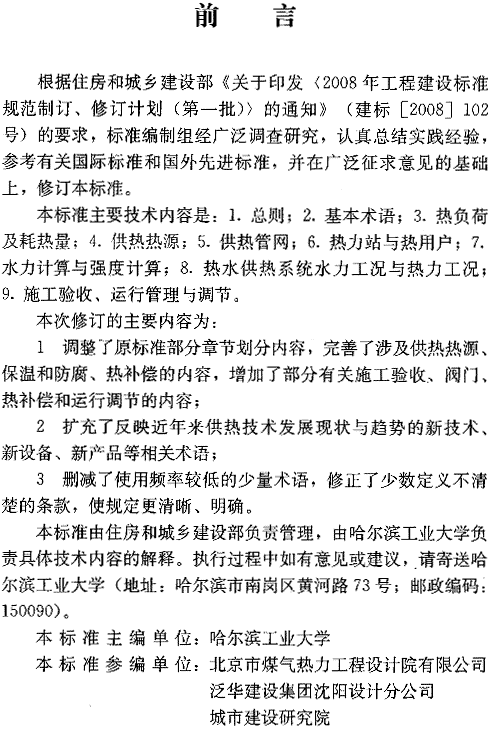 前言
根据住房和城乡建设部《关于印发〈2008年工程建设标准
规范制订、修订计划（第一批）〉的通知》（建标［2008］102
号）的要求，标准编制组经广泛调查研究，认真总结实践经验，
参考有关国际标准和国外先进标准，并在广泛征求意见的基础
上，修订本标准。
本标准主要技术内容是：1. 总则；2. 基本术语；3. 热负荷
及耗热量；4. 供热热源；5. 供热管网；6. 热力站与热用户；7.
水力计算与强度计算；8. 热水供热系统水力工况与热力工况；
9. 施工验收、运行管理与调节。
本次修订的主要内容为：
1 调整了原标准部分章节划分内容，完善了涉及供热热源、
保温和防腐、热补偿的内容，增加了部分有关施工验收、阀门、
热补偿和运行调节的内容；
2 扩充了反映近年来供热技术发展现状与趋势的新技术、
新设备、新产品等相关术语；
3 删减了使用频率较低的少量术语，修正了少数定义不清
楚的条款，使规定更清晰、明确。
本标准由住房和城乡建设部负责管理，由哈尔滨工业大学负
责具体技术内容的解释。执行过程中如有意见或建议，请寄送哈
尔滨工业大学（地址：哈尔滨市南岗区黄河路73号；邮政编码：
150090）。
本标准主编单位：哈尔滨工业大学
本标准参编单位：北京市煤气热力工程设计院有限公司
泛华建设集团沈阳设计分公司
城市建设研究院